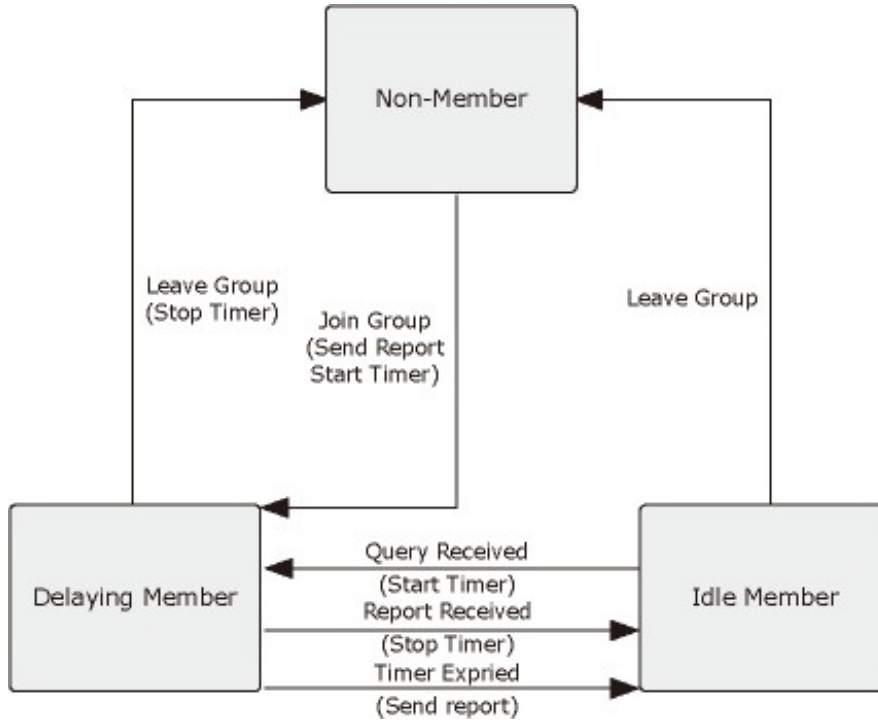 Non-Member
Leave Group
(Stop Timer)
Join Group
(Send Report
Start Timer)
Leave Group
Delaying Member
Query Received
(Start Timer)
Report Received
(Stop Timer)
Timer Expried
(Send report)
Idle Member